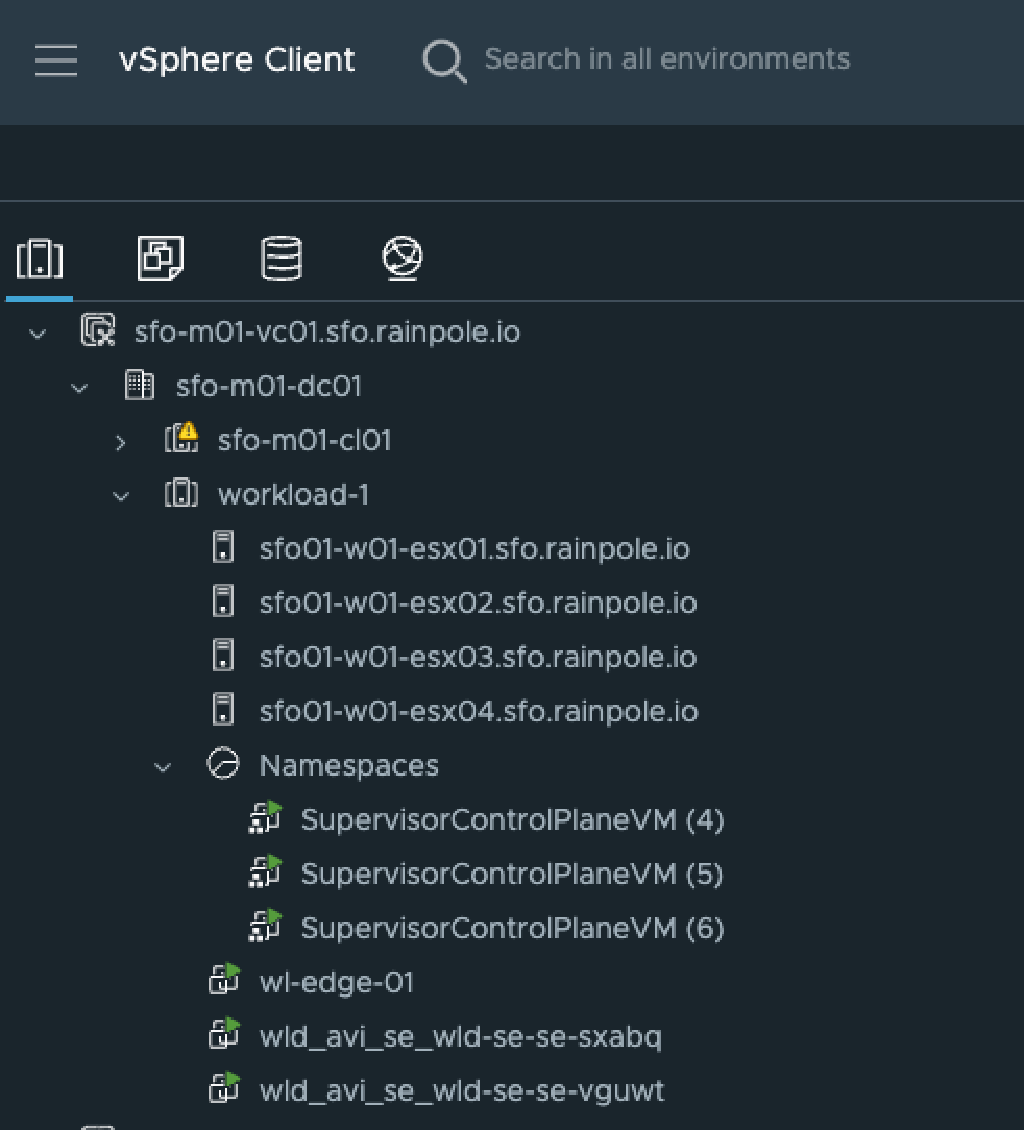 vSphere Client
Search in all environments
sfo-m01-vc01.sfo.rainpole.io
sfo-m01-dc01
sfo-m01-cl01
workload-1
sfo01-w01-esx01.sfo.rainpole.io
sfo01-w01-esx02.sfo.rainpole.io
sfo01-w01-esx03.sfo.rainpole.io
sfo01-w01-esx04.sfo.rainpole.io
Namespaces
SupervisorControlPlaneVM (4)
SupervisorControlPlaneVM (5)
SupervisorControlPlaneVM (6)
wl-edge-01
wld_avi_se_wld-se-se-sxabq
wld_avi_se_wld-se-se-vguwt